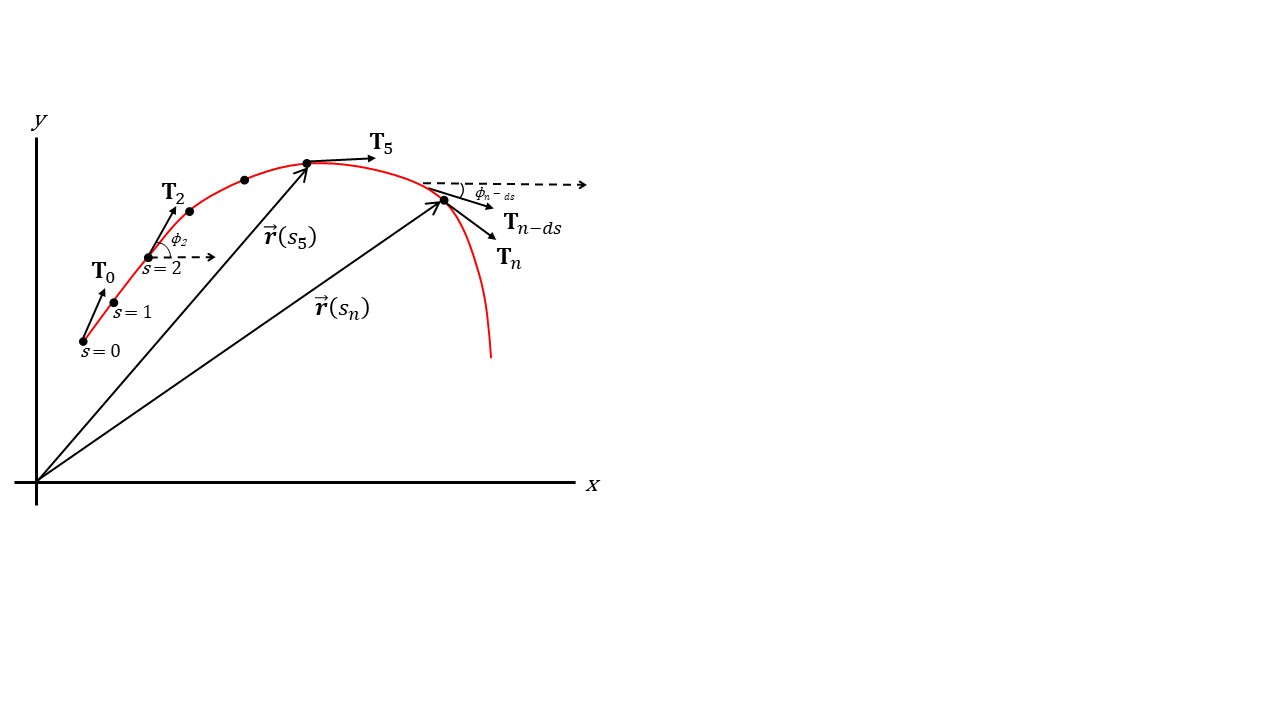 y
T₅
T₂
ϕₙ₋ds
Tₙ₋ds
r⃗(s₅)
ϕ₂
s = 2
Tₙ
T₀
s = 1
r⃗(sₙ)
s = 0
x